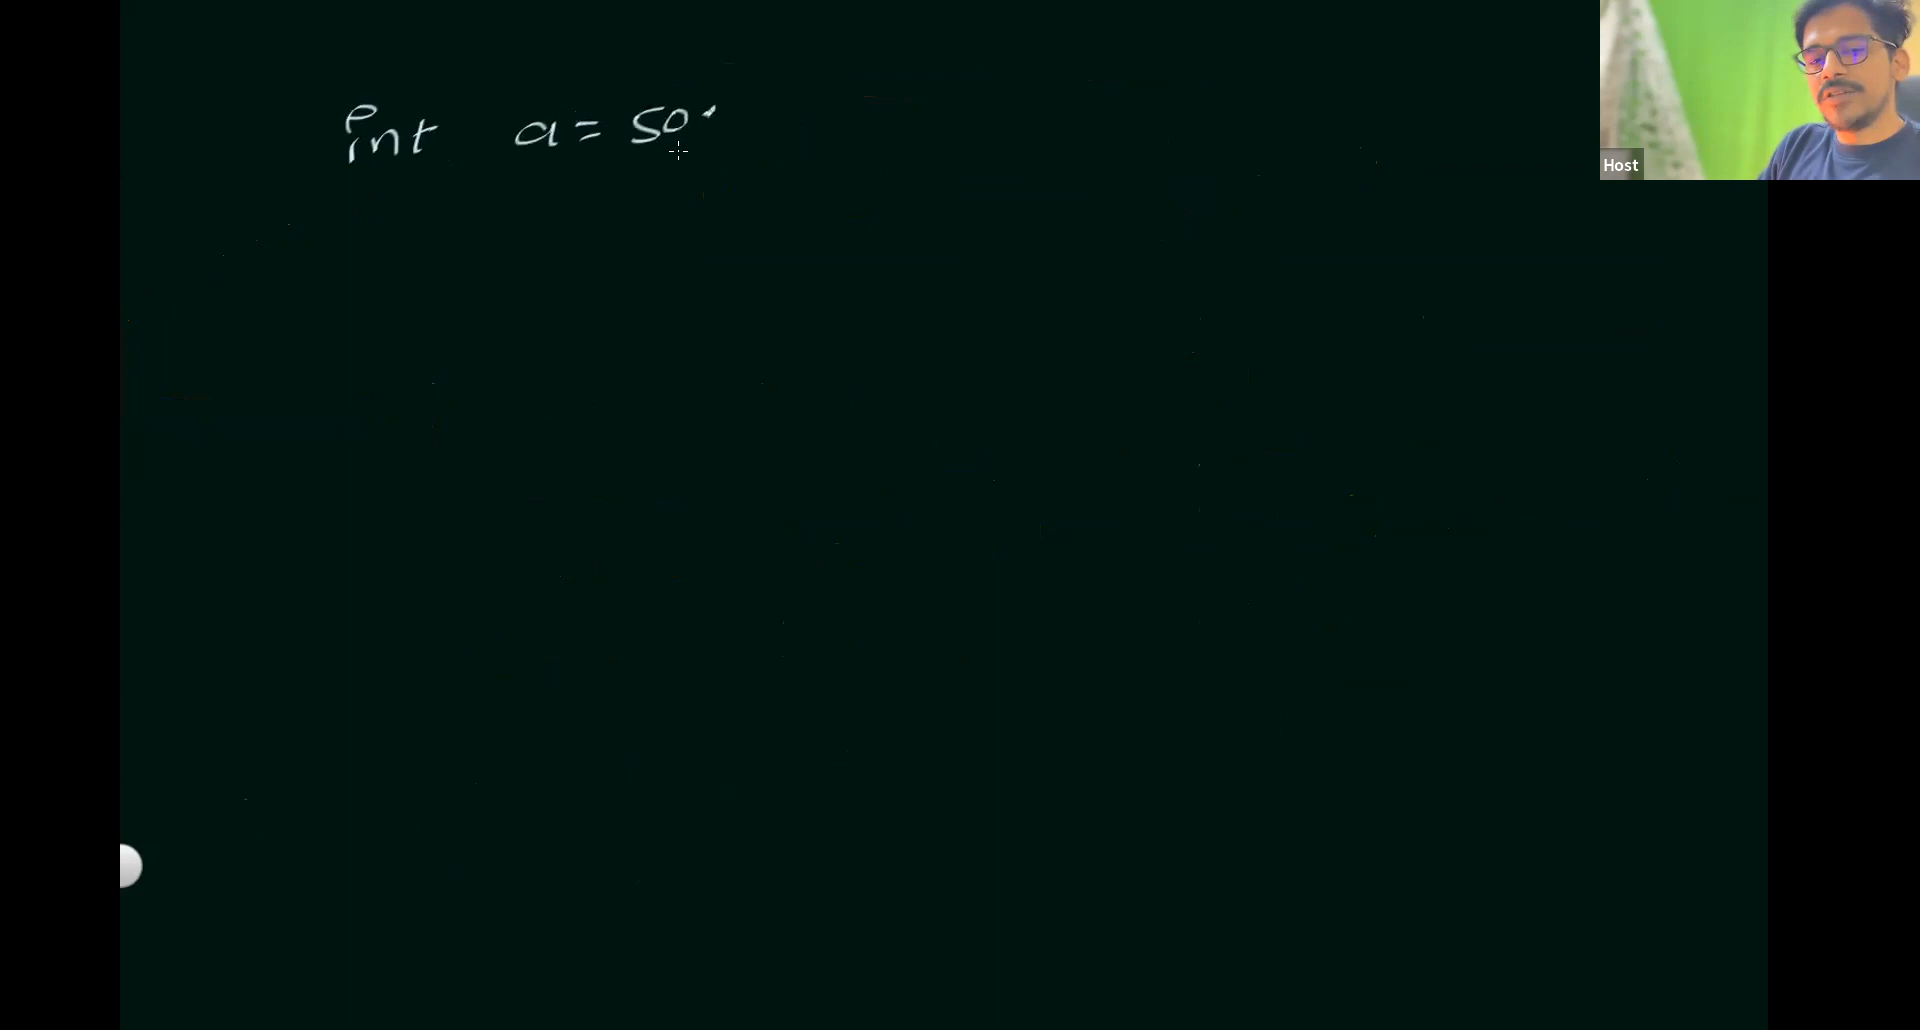 int a = 50
Host